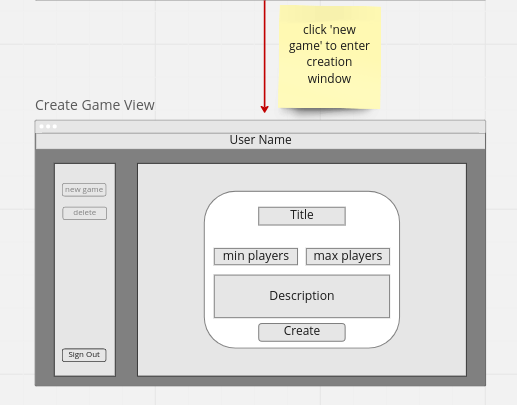 click 'new
game' to enter
creation
window
Create Game View
User Name
new game
delete
Sign Out
Title
min players
max players
Description
Create